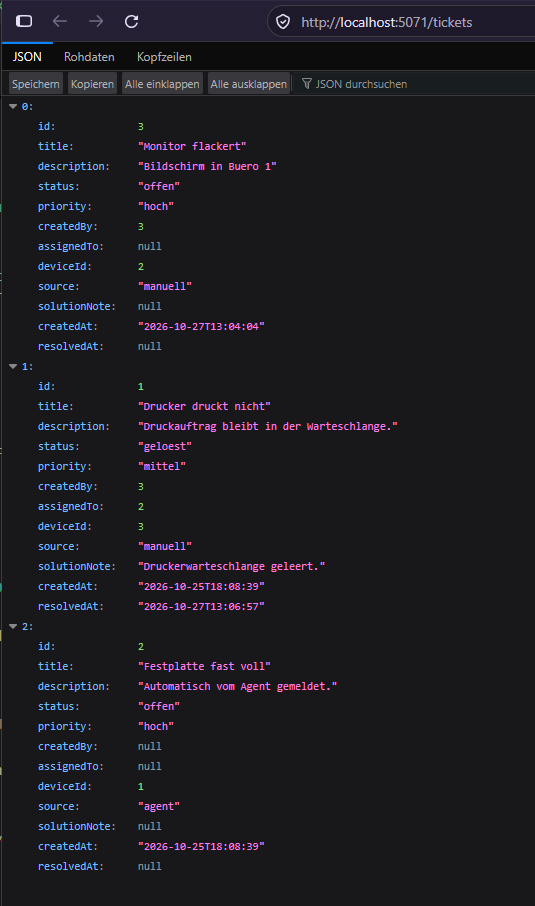 http://localhost:5071/tickets
JSON Rohdaten Kopfzeilen
Speichern Kopieren Alle einklappen Alle ausklappen JSON durchsuchen
0:
id: 3
title: "Monitor flackert"
description: "Bildschirm in Buero 1"
status: "offen"
priority: "hoch"
createdBy: 3
assignedTo: null
deviceId: 2
source: "manuell"
solutionNote: null
createdAt: "2026-10-27T13:04:04"
resolvedAt: null
1:
id: 1
title: "Drucker druckt nicht"
description: "Druckauftrag bleibt in der Warteschlange."
status: "geloest"
priority: "mittel"
createdBy: 3
assignedTo: 2
deviceId: 3
source: "manuell"
solutionNote: "Druckerwarteschlange geleert."
createdAt: "2026-10-25T18:08:39"
resolvedAt: "2026-10-27T13:06:57"
2:
id: 2
title: "Festplatte fast voll"
description: "Automatisch vom Agent gemeldet."
status: "offen"
priority: "hoch"
createdBy: null
assignedTo: null
deviceId: 1
source: "agent"
solutionNote: null
createdAt: "2026-10-25T18:08:39"
resolvedAt: null